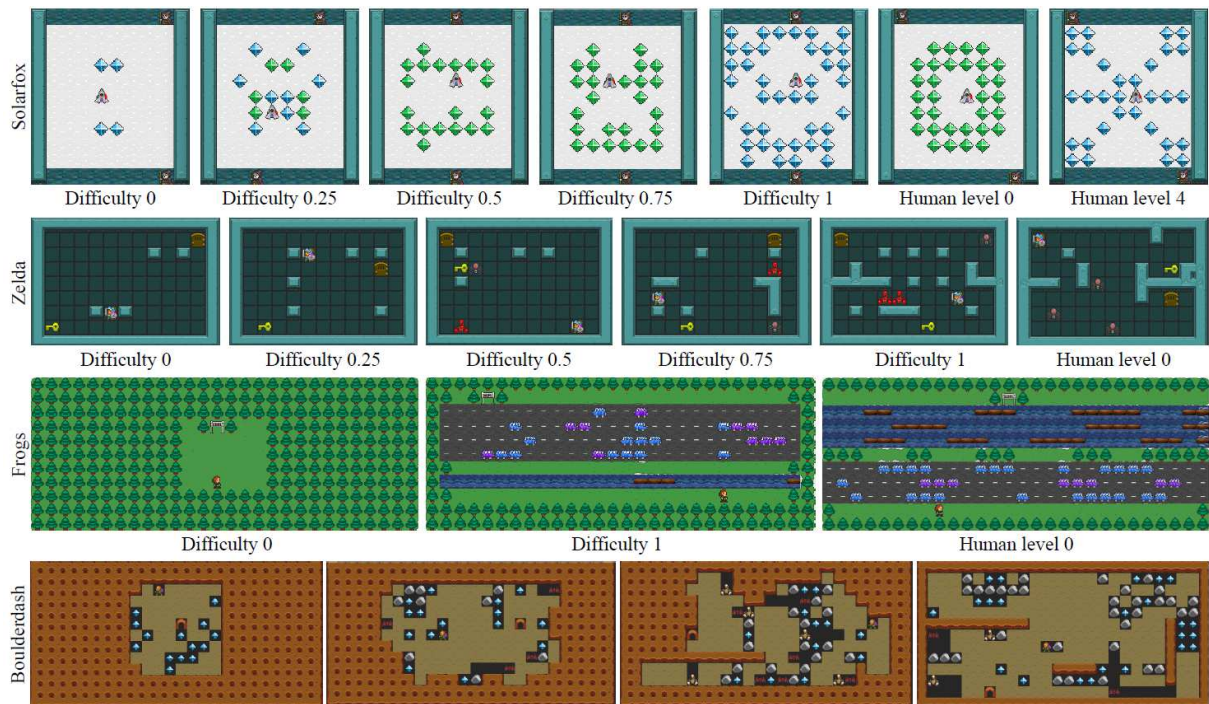 Solarfox
Difficulty 0 Difficulty 0.25 Difficulty 0.5 Difficulty 0.75 Difficulty 1 Human level 0 Human level 4
Zelda
Difficulty 0 Difficulty 0.25 Difficulty 0.5 Difficulty 0.75 Difficulty 1 Human level 0
Frogs
Difficulty 0 Difficulty 1 Human level 0
Boulderdash